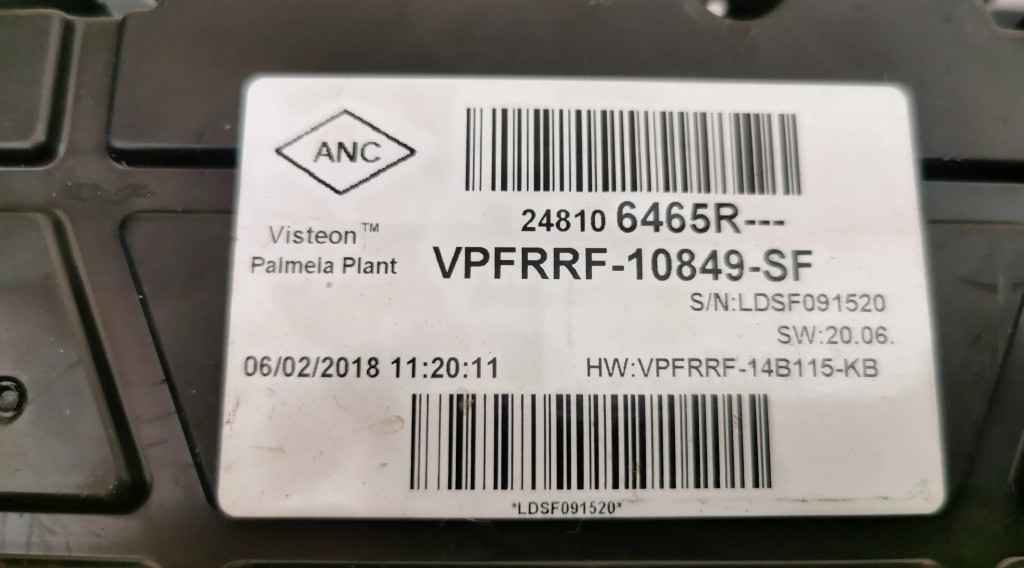 ANC
Visteon™
Palmela Plant
24810 6465R---
VPFRRF-10849-SF
S/N:LDSF091520
SW:20.06.
06/02/2018 11:20:11
HW:VPFRRF-14B115-KB
*LDSF091520*